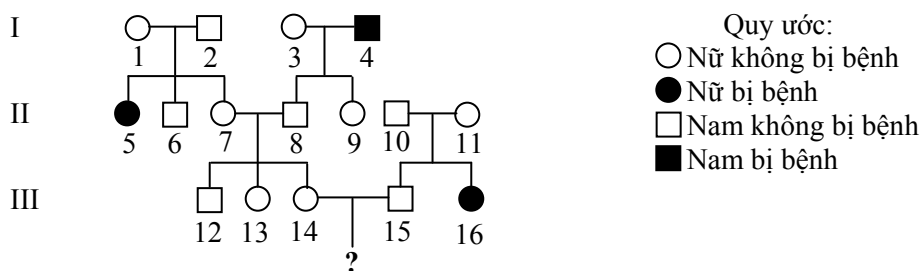 I
1 2 3 4
II
5 6 7 8 9 10 11
III
12 13 14 15 16
?
Quy ước:
Nữ không bị bệnh
Nữ bị bệnh
Nam không bị bệnh
Nam bị bệnh